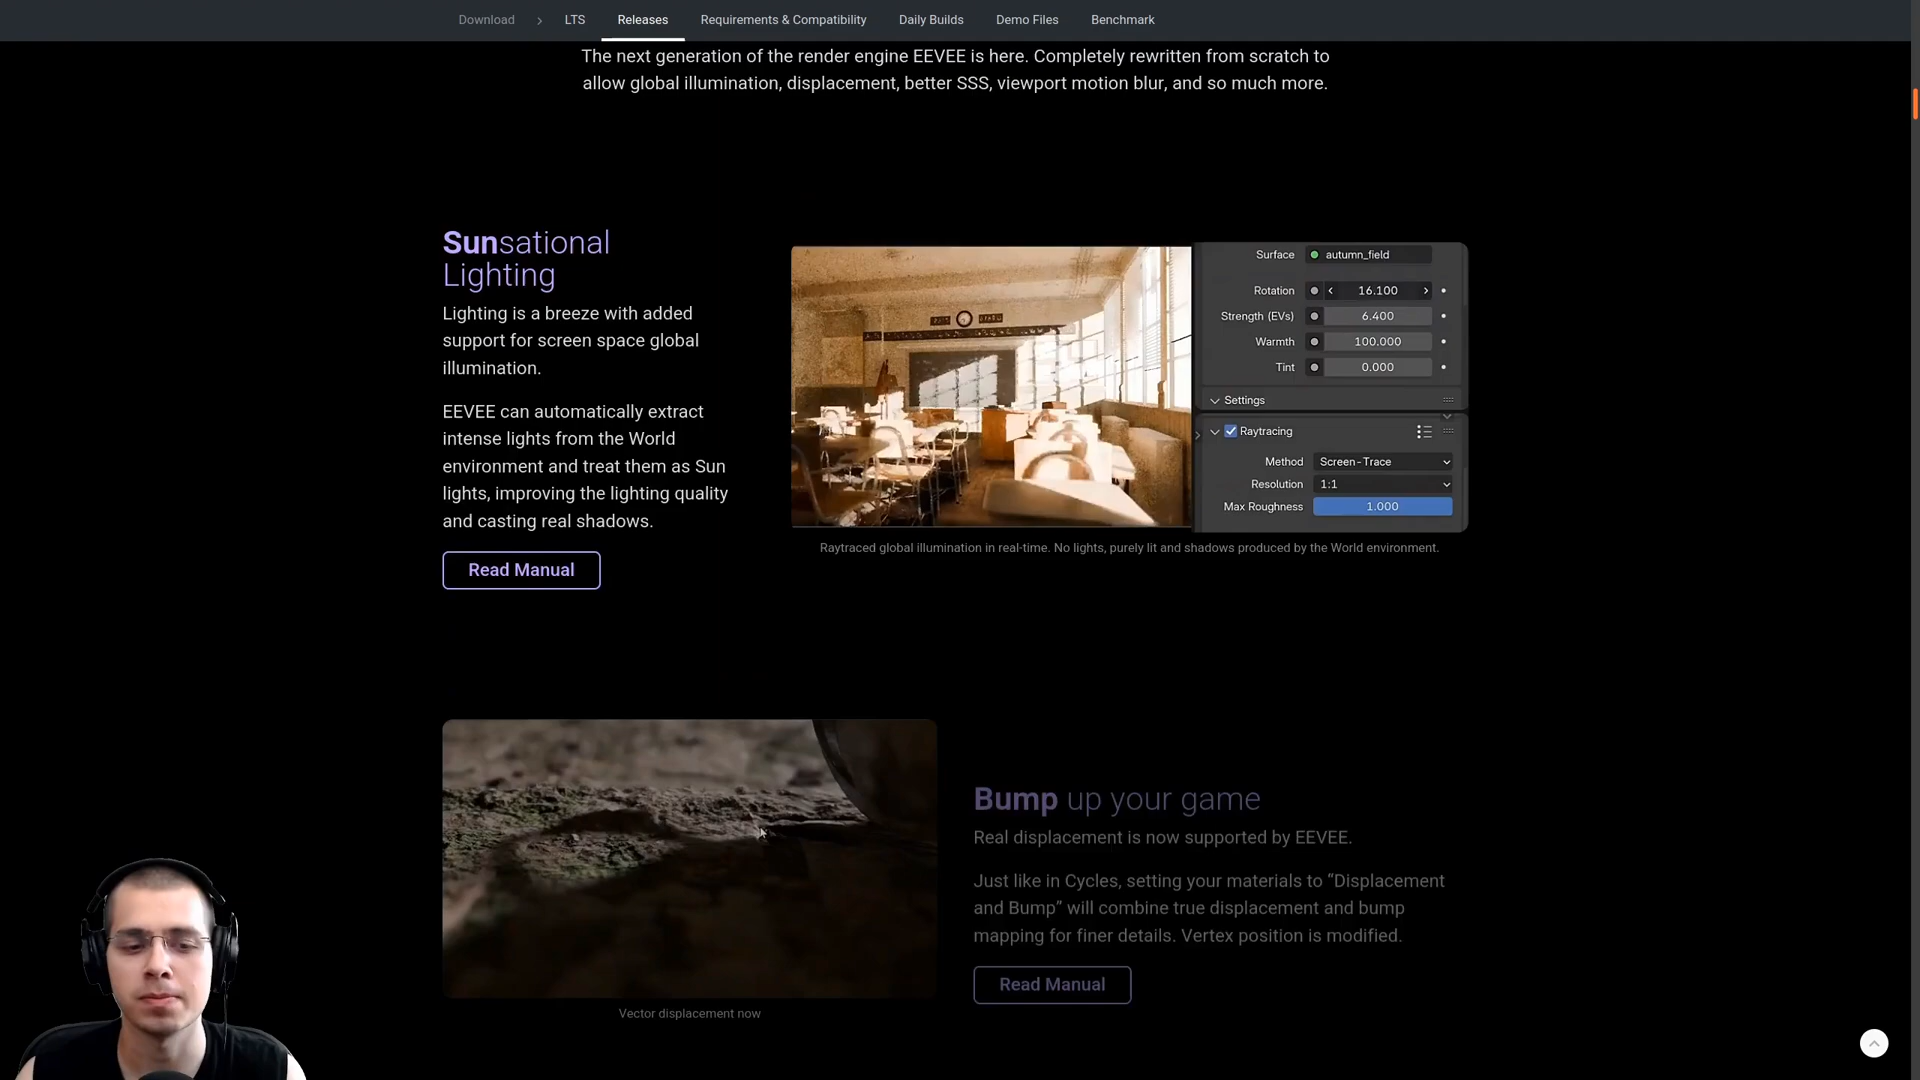 Download › LTS Releases Requirements & Compatibility Daily Builds Demo Files Benchmark
The next generation of the render engine EEVEE is here. Completely rewritten from scratch to
allow global illumination, displacement, better SSS, viewport motion blur, and so much more.
Sunsational
Lighting
Lighting is a breeze with added
support for screen space global
illumination.
EEVEE can automatically extract
intense lights from the World
environment and treat them as Sun
lights, improving the lighting quality
and casting real shadows.
Read Manual
Surface autumn_field
Rotation 16.100
Strength (EVs) 6.400
Warmth 100.000
Tint 0.000
Settings
Raytracing
Method Screen-Trace
Resolution 1:1
Max Roughness 1.000
Raytraced global illumination in real-time. No lights, purely lit and shadows produced by the World environment.
Vector displacement now
Bump up your game
Real displacement is now supported by EEVEE.
Just like in Cycles, setting your materials to “Displacement
and Bump” will combine true displacement and bump
mapping for finer details. Vertex position is modified.
Read Manual